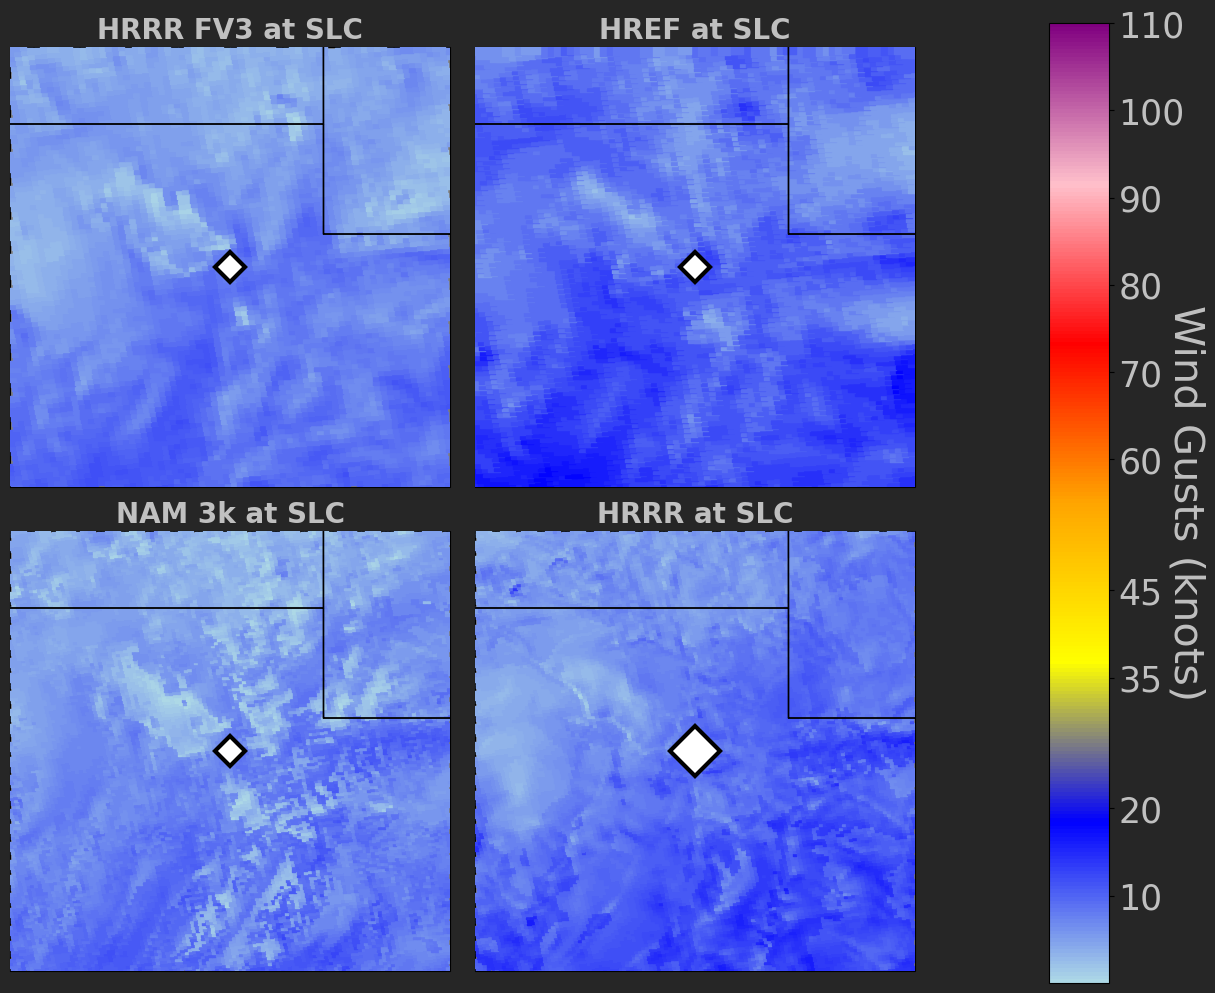 HRRR FV3 at SLC
HREF at SLC
NAM 3k at SLC
HRRR at SLC
110
100
90
80
70
60
45
35
20
10
Wind Gusts (knots)